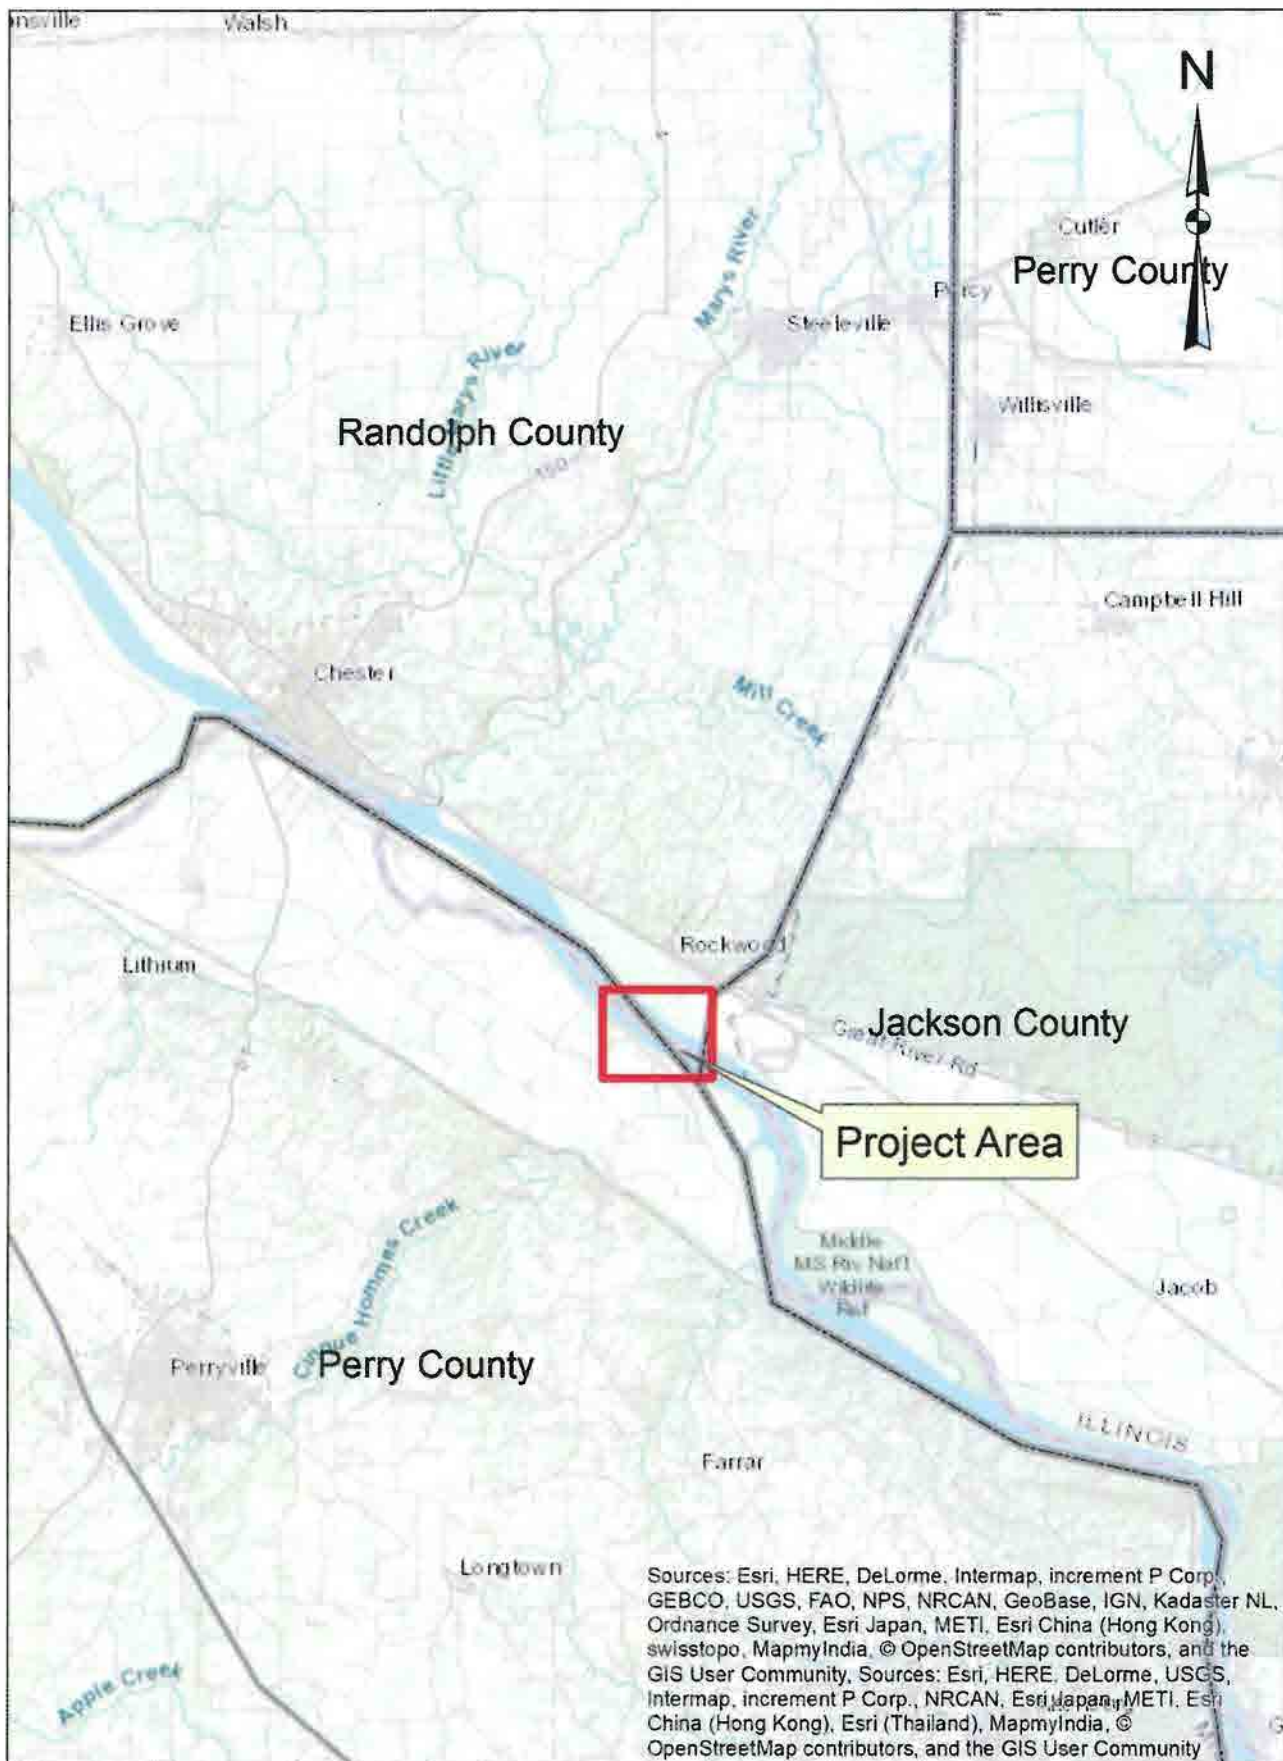 nsville
Walsh
N
Cutler
Perry County
Marys River
Percy
Steeleville
Ellis Grove
Little Marys River
Willisville
Randolph County
150
Campbell Hill
Chester
Mill Creek
Rockwood
Lithium
Jackson County
Great River Rd
Project Area
Cinque Hommes Creek
Middle
MS Riv Nat'l
Wildlife
Ref
Jacob
Perryville
Perry County
ILLINOIS
Farrar
Longtown
Apple Creek
Sources: Esri, HERE, DeLorme, Intermap, increment P Corp.,
GEBCO, USGS, FAO, NPS, NRCAN, GeoBase, IGN, Kadaster NL,
Ordnance Survey, Esri Japan, METI, Esri China (Hong Kong),
swisstopo, MapmyIndia, © OpenStreetMap contributors, and the
GIS User Community, Sources: Esri, HERE, DeLorme, USGS,
Intermap, increment P Corp., NRCAN, Esri Japan, METI, Esri
China (Hong Kong), Esri (Thailand), MapmyIndia, ©
OpenStreetMap contributors, and the GIS User Community